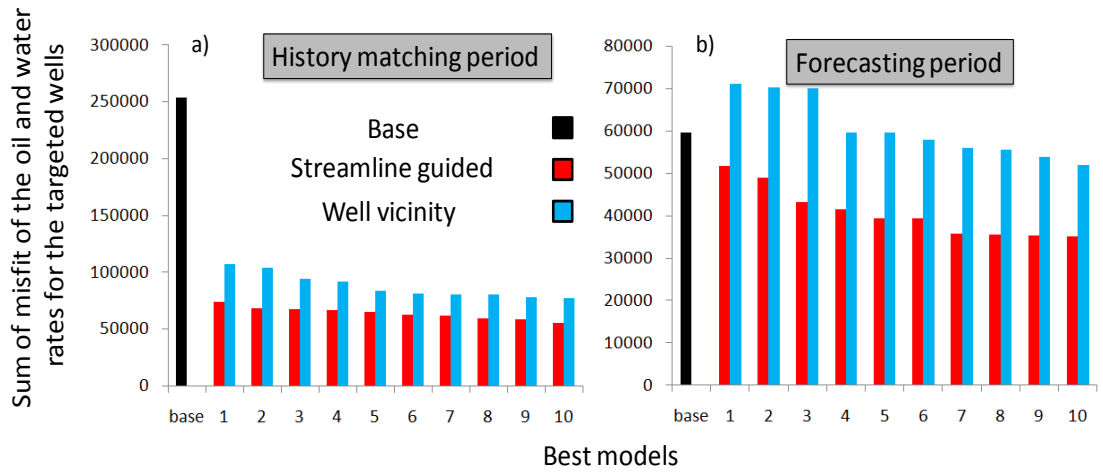 a)
History matching period
b)
Forecasting period
Sum of misfit of the oil and water
rates for the targeted wells
300000
250000
200000
150000
100000
50000
0
Base
Streamline guided
Well vicinity
80000
70000
60000
50000
40000
30000
20000
10000
0
base 1 2 3 4 5 6 7 8 9 10
base 1 2 3 4 5 6 7 8 9 10
Best models